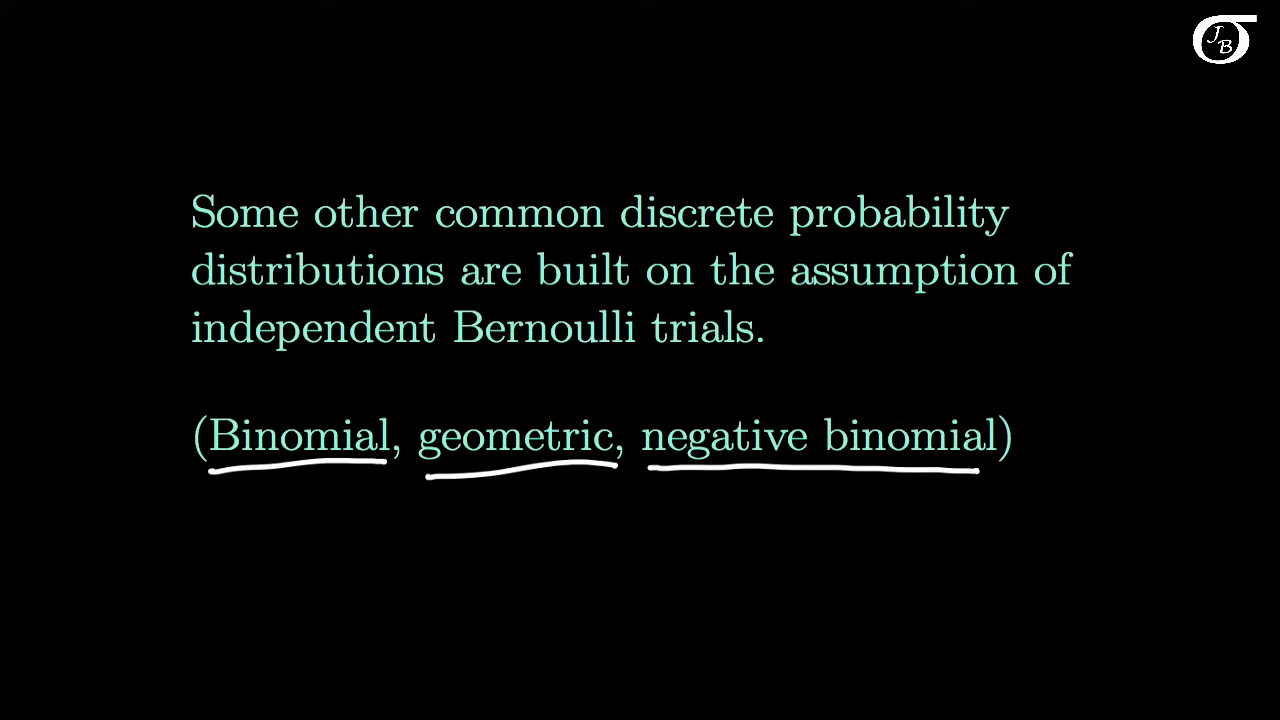 J
B
Some other common discrete probability
distributions are built on the assumption of
independent Bernoulli trials.
(Binomial, geometric, negative binomial)